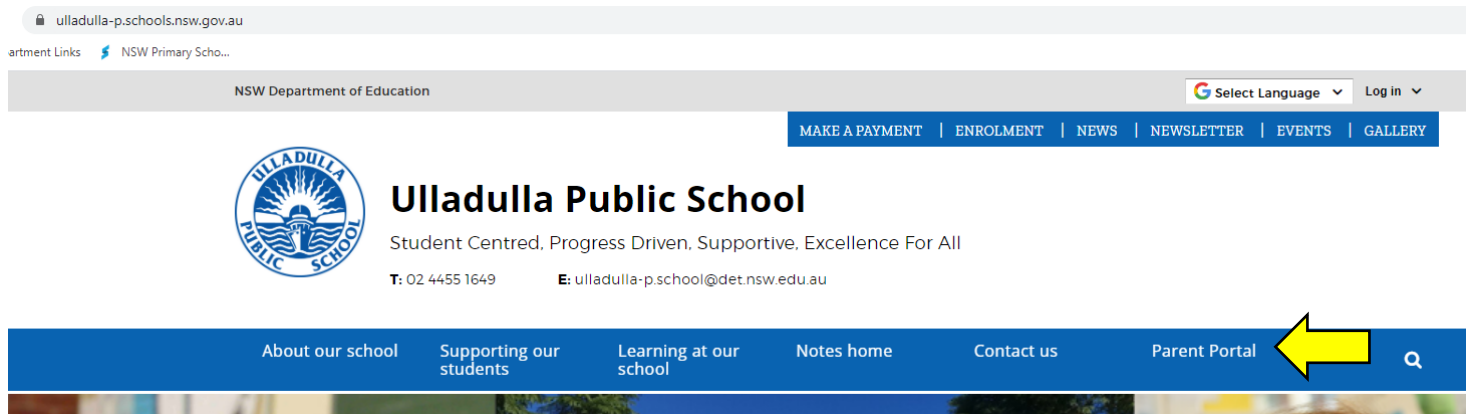 ulladulla-p.schools.nsw.gov.au
artment Links NSW Primary Scho...
NSW Department of Education
Select Language
Log in
MAKE A PAYMENT | ENROLMENT | NEWS | NEWSLETTER | EVENTS | GALLERY
ULLADULLA
PUBLIC SCHOOL
Ulladulla Public School
Student Centred, Progress Driven, Supportive, Excellence For All
T: 02 4455 1649 E: ulladulla-p.school@det.nsw.edu.au
About our school
Supporting our
students
Learning at our
school
Notes home
Contact us
Parent Portal